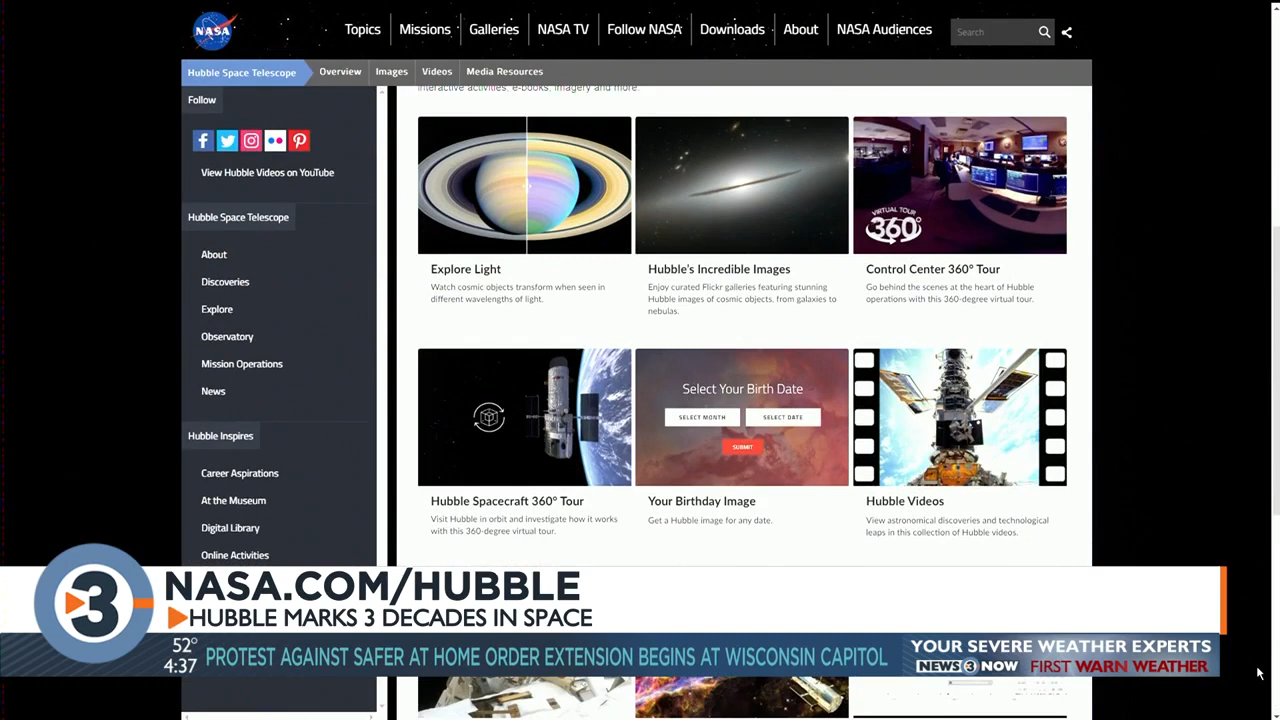 NASA
Topics
Missions
Galleries
NASA TV
Follow NASA
Downloads
About
NASA Audiences
Search
Hubble Space Telescope
Overview
Images
Videos
Media Resources
Follow
View Hubble Videos on YouTube
Hubble Space Telescope
About
Discoveries
Explore
Observatory
Mission Operations
News
Hubble Inspires
Career Aspirations
At the Museum
Digital Library
Online Activities
interactive activities, e-books, imagery and more.
Explore Light
Watch cosmic objects transform when seen in
different wavelengths of light.
Hubble's Incredible Images
Enjoy curated Flickr galleries featuring stunning
Hubble images of cosmic objects, from galaxies to
nebulas.
VIRTUAL TOUR
360°
Control Center 360° Tour
Go behind the scenes at the heart of Hubble
operations with this 360-degree virtual tour.
Hubble Spacecraft 360° Tour
Visit Hubble in orbit and investigate how it works
with this 360-degree virtual tour.
Select Your Birth Date
SELECT MONTH
SELECT DATE
SUBMIT
Your Birthday Image
Get a Hubble image for any date.
Hubble Videos
View astronomical discoveries and technological
leaps in this collection of Hubble videos.
3
NASA.COM/HUBBLE
HUBBLE MARKS 3 DECADES IN SPACE
52°
4:37
PROTEST AGAINST SAFER AT HOME ORDER EXTENSION BEGINS AT WISCONSIN CAPITOL
YOUR SEVERE WEATHER EXPERTS
NEWS 3 NOW FIRST WARN WEATHER